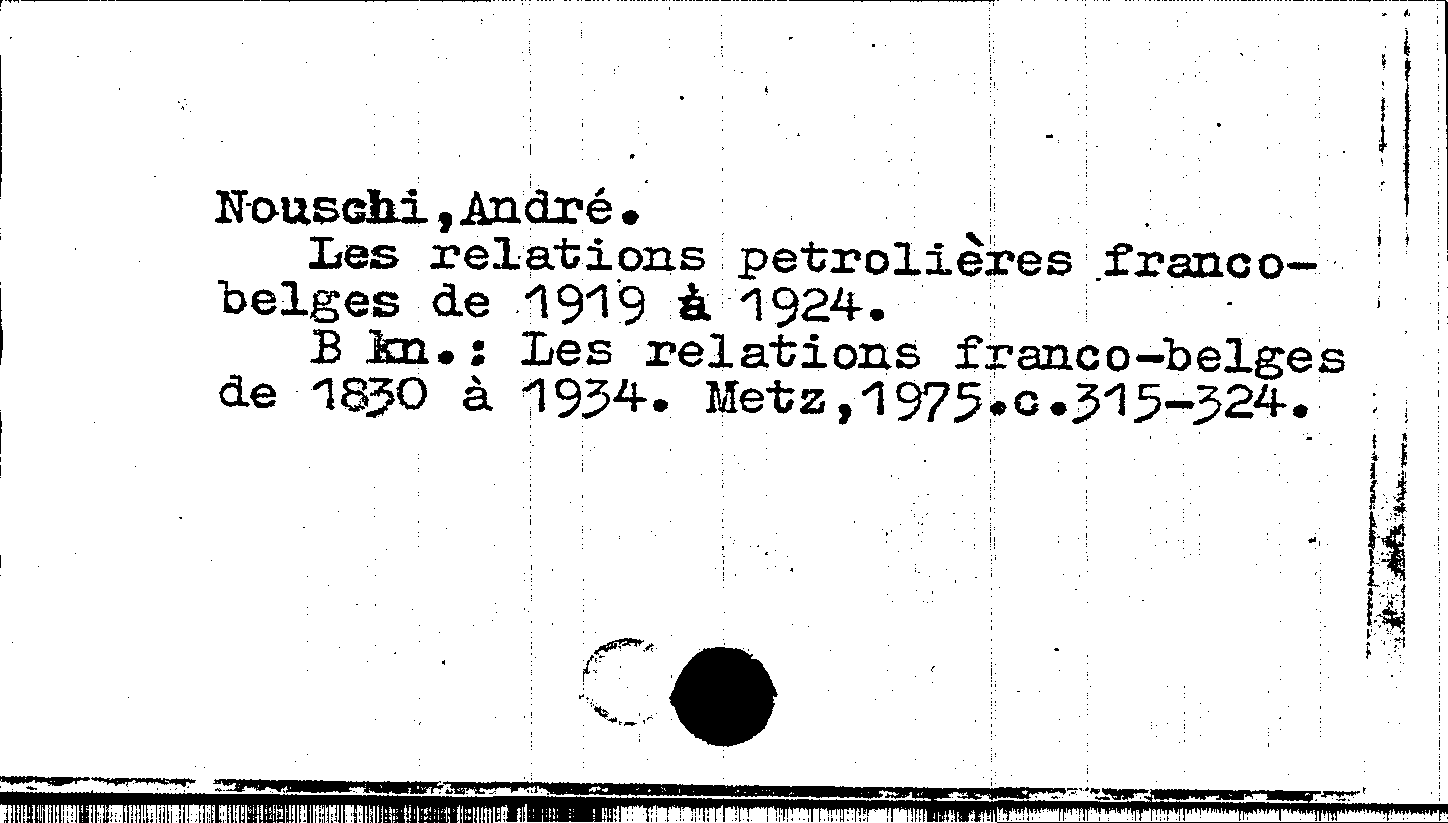 Nouschi,André.
Les relations petrolières franco-
belges de 1919 à 1924.
В kn.: Les relations franco-belges
de 1830 à 1934. Metz,1975.c.315-324.